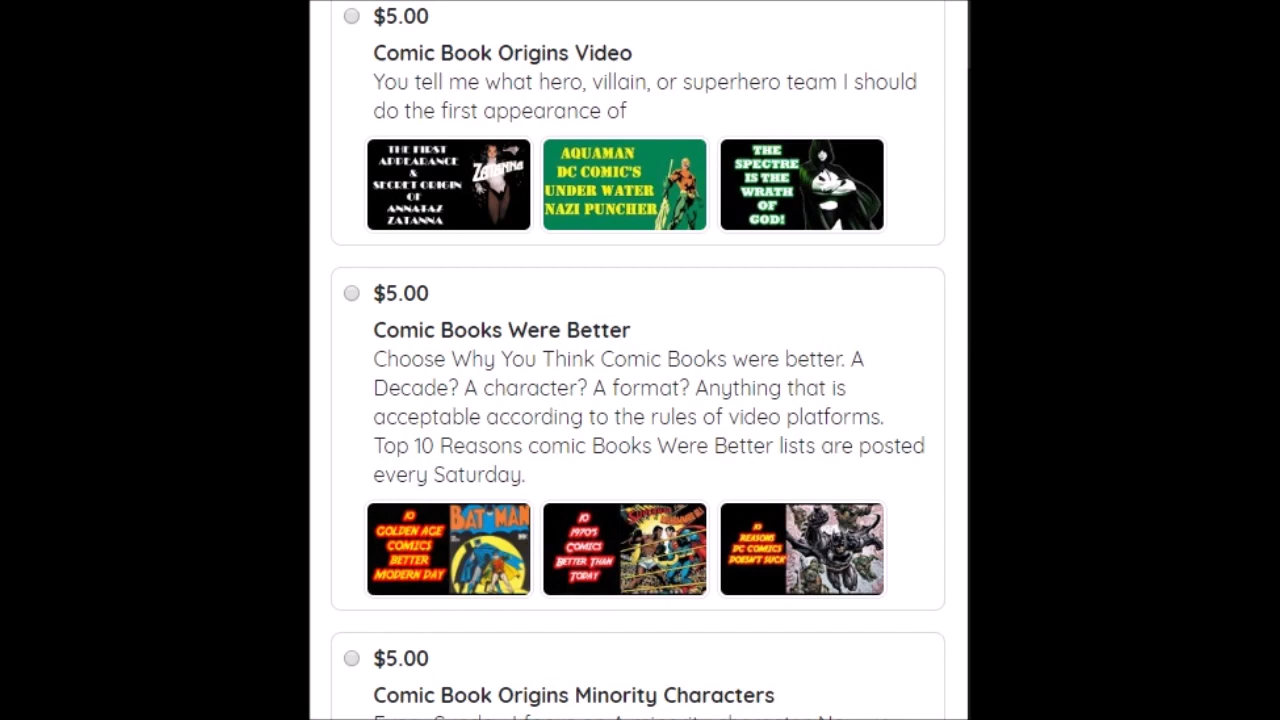 $5.00
Comic Book Origins Video
You tell me what hero, villain, or superhero team I should
do the first appearance of
THE FIRST
APPEARANCE
&
SECRET ORIGIN
OF
ANNATAZ
ZATANNA
ZATANNA
AQUAMAN
DC COMIC'S
UNDER WATER
NAZI PUNCHER
THE
SPECTRE
IS THE
WRATH
OF
GOD!
$5.00
Comic Books Were Better
Choose Why You Think Comic Books were better. A
Decade? A character? A format? Anything that is
acceptable according to the rules of video platforms.
Top 10 Reasons comic Books Were Better lists are posted
every Saturday.
10
GOLDEN AGE
COMICS
BETTER
MODERN DAY
BATMAN
10
1970'S
COMICS
BETTER THAN
TODAY
SUPERMAN
10
REASONS
DC COMICS
DOESN'T SUCK
$5.00
Comic Book Origins Minority Characters